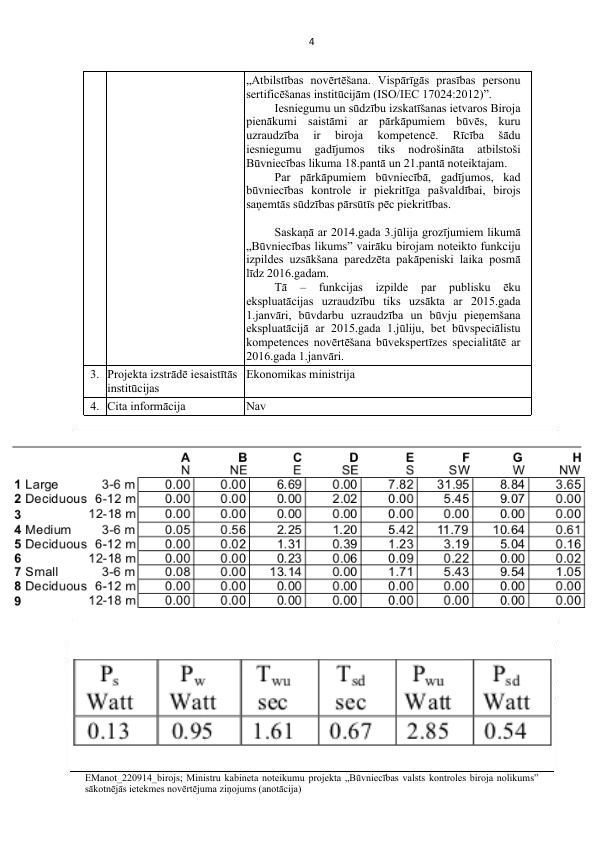 4
„Atbilstības novērtēšana. Vispārīgās prasības personu
sertificēšanas institūcijām (ISO/IEC 17024:2012)”.
Iesniegumu un sūdzību izskatīšanas ietvaros Biroja
pienākumi saistāmi ar pārkāpumiem būvēs, kuru
uzraudzība ir biroja kompetencē. Rīcība šādu
iesniegumu gadījumos tiks nodrošināta atbilstoši
Būvniecības likuma 18.pantā un 21.pantā noteiktajam.
Par pārkāpumiem būvniecībā, gadījumos, kad
būvniecības kontrole ir piekritīga pašvaldībai, birojs
saņemtās sūdzības pārsūtīs pēc piekritības.
Saskaņā ar 2014.gada 3.jūlija grozījumiem likumā
„Būvniecības likums” vairāku birojam noteikto funkciju
izpildes uzsākšana paredzēta pakāpeniski laika posmā
līdz 2016.gadam.
Tā – funkcijas izpilde par publisku ēku
ekspluatācijas uzraudzību tiks uzsākta ar 2015.gada
1.janvāri, būvdarbu uzraudzība un būvju pieņemšana
ekspluatācijā ar 2015.gada 1.jūliju, bet būvspeciālistu
kompetences novērtēšana būvekspertīzes specialitātē ar
2016.gada 1.janvāri.
3. Projekta izstrādē iesaistītās Ekonomikas ministrija
institūcijas
4. Cita informācija Nav
A B C D E F G H
N NE E SE S SW W NW
1 Large 3-6 m 0.00 0.00 6.69 0.00 7.82 31.95 8.84 3.65
2 Deciduous 6-12 m 0.00 0.00 0.00 2.02 0.00 5.45 9.07 0.00
3 12-18 m 0.00 0.00 0.00 0.00 0.00 0.00 0.00 0.00
4 Medium 3-6 m 0.05 0.56 2.25 1.20 5.42 11.79 10.64 0.61
5 Deciduous 6-12 m 0.00 0.02 1.31 0.39 1.23 3.19 5.04 0.16
6 12-18 m 0.00 0.00 0.23 0.06 0.09 0.22 0.00 0.02
7 Small 3-6 m 0.08 0.00 13.14 0.00 1.71 5.43 9.54 1.05
8 Deciduous 6-12 m 0.00 0.00 0.00 0.00 0.00 0.00 0.00 0.00
9 12-18 m 0.00 0.00 0.00 0.00 0.00 0.00 0.00 0.00
Ps Pw Twu Tsd Pwu Psd
Watt Watt sec sec Watt Watt
0.13 0.95 1.61 0.67 2.85 0.54
EManot_220914_birojs; Ministru kabineta noteikumu projekta „Būvniecības valsts kontroles biroja nolikums”
sākotnējās ietekmes novērtējuma ziņojums (anotācija)